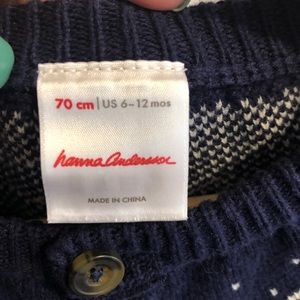 70 cm | US 6-12 mos
hanna andersson
MADE IN CHINA